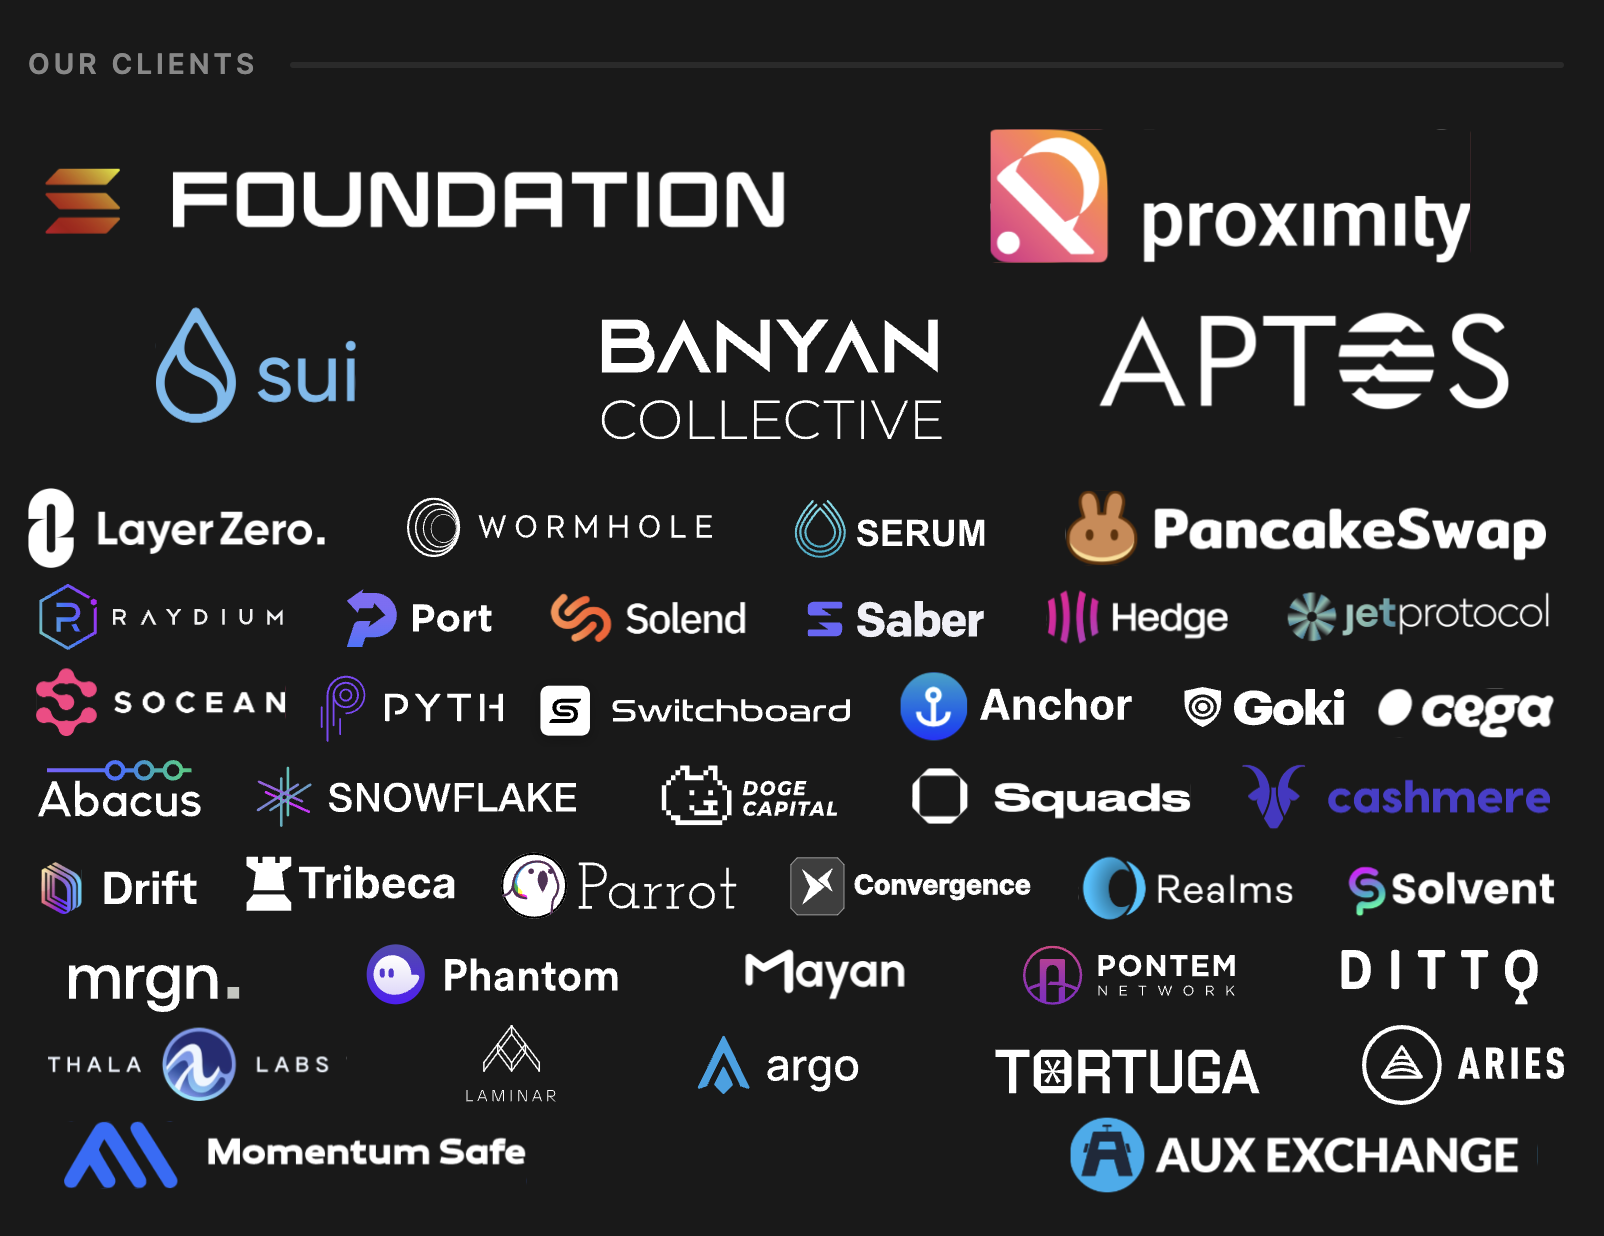 OUR CLIENTS
FOUNDATION
proximity
sui
BANYAN
COLLECTIVE
APTOS
LayerZero.
WORMHOLE
SERUM
PancakeSwap
RAYDIUM
Port
Solend
Saber
Hedge
jetprotocol
SOCEAN
PYTH
Switchboard
Anchor
Goki
cega
Abacus
SNOWFLAKE
DOGE
CAPITAL
Squads
cashmere
Drift
Tribeca
Parrot
Convergence
Realms
Solvent
mrgn.
Phantom
Mayan
PONTEM
NETWORK
DITTO
THALA LABS
LAMINAR
argo
TORTUGA
ARIES
Momentum Safe
AUX EXCHANGE